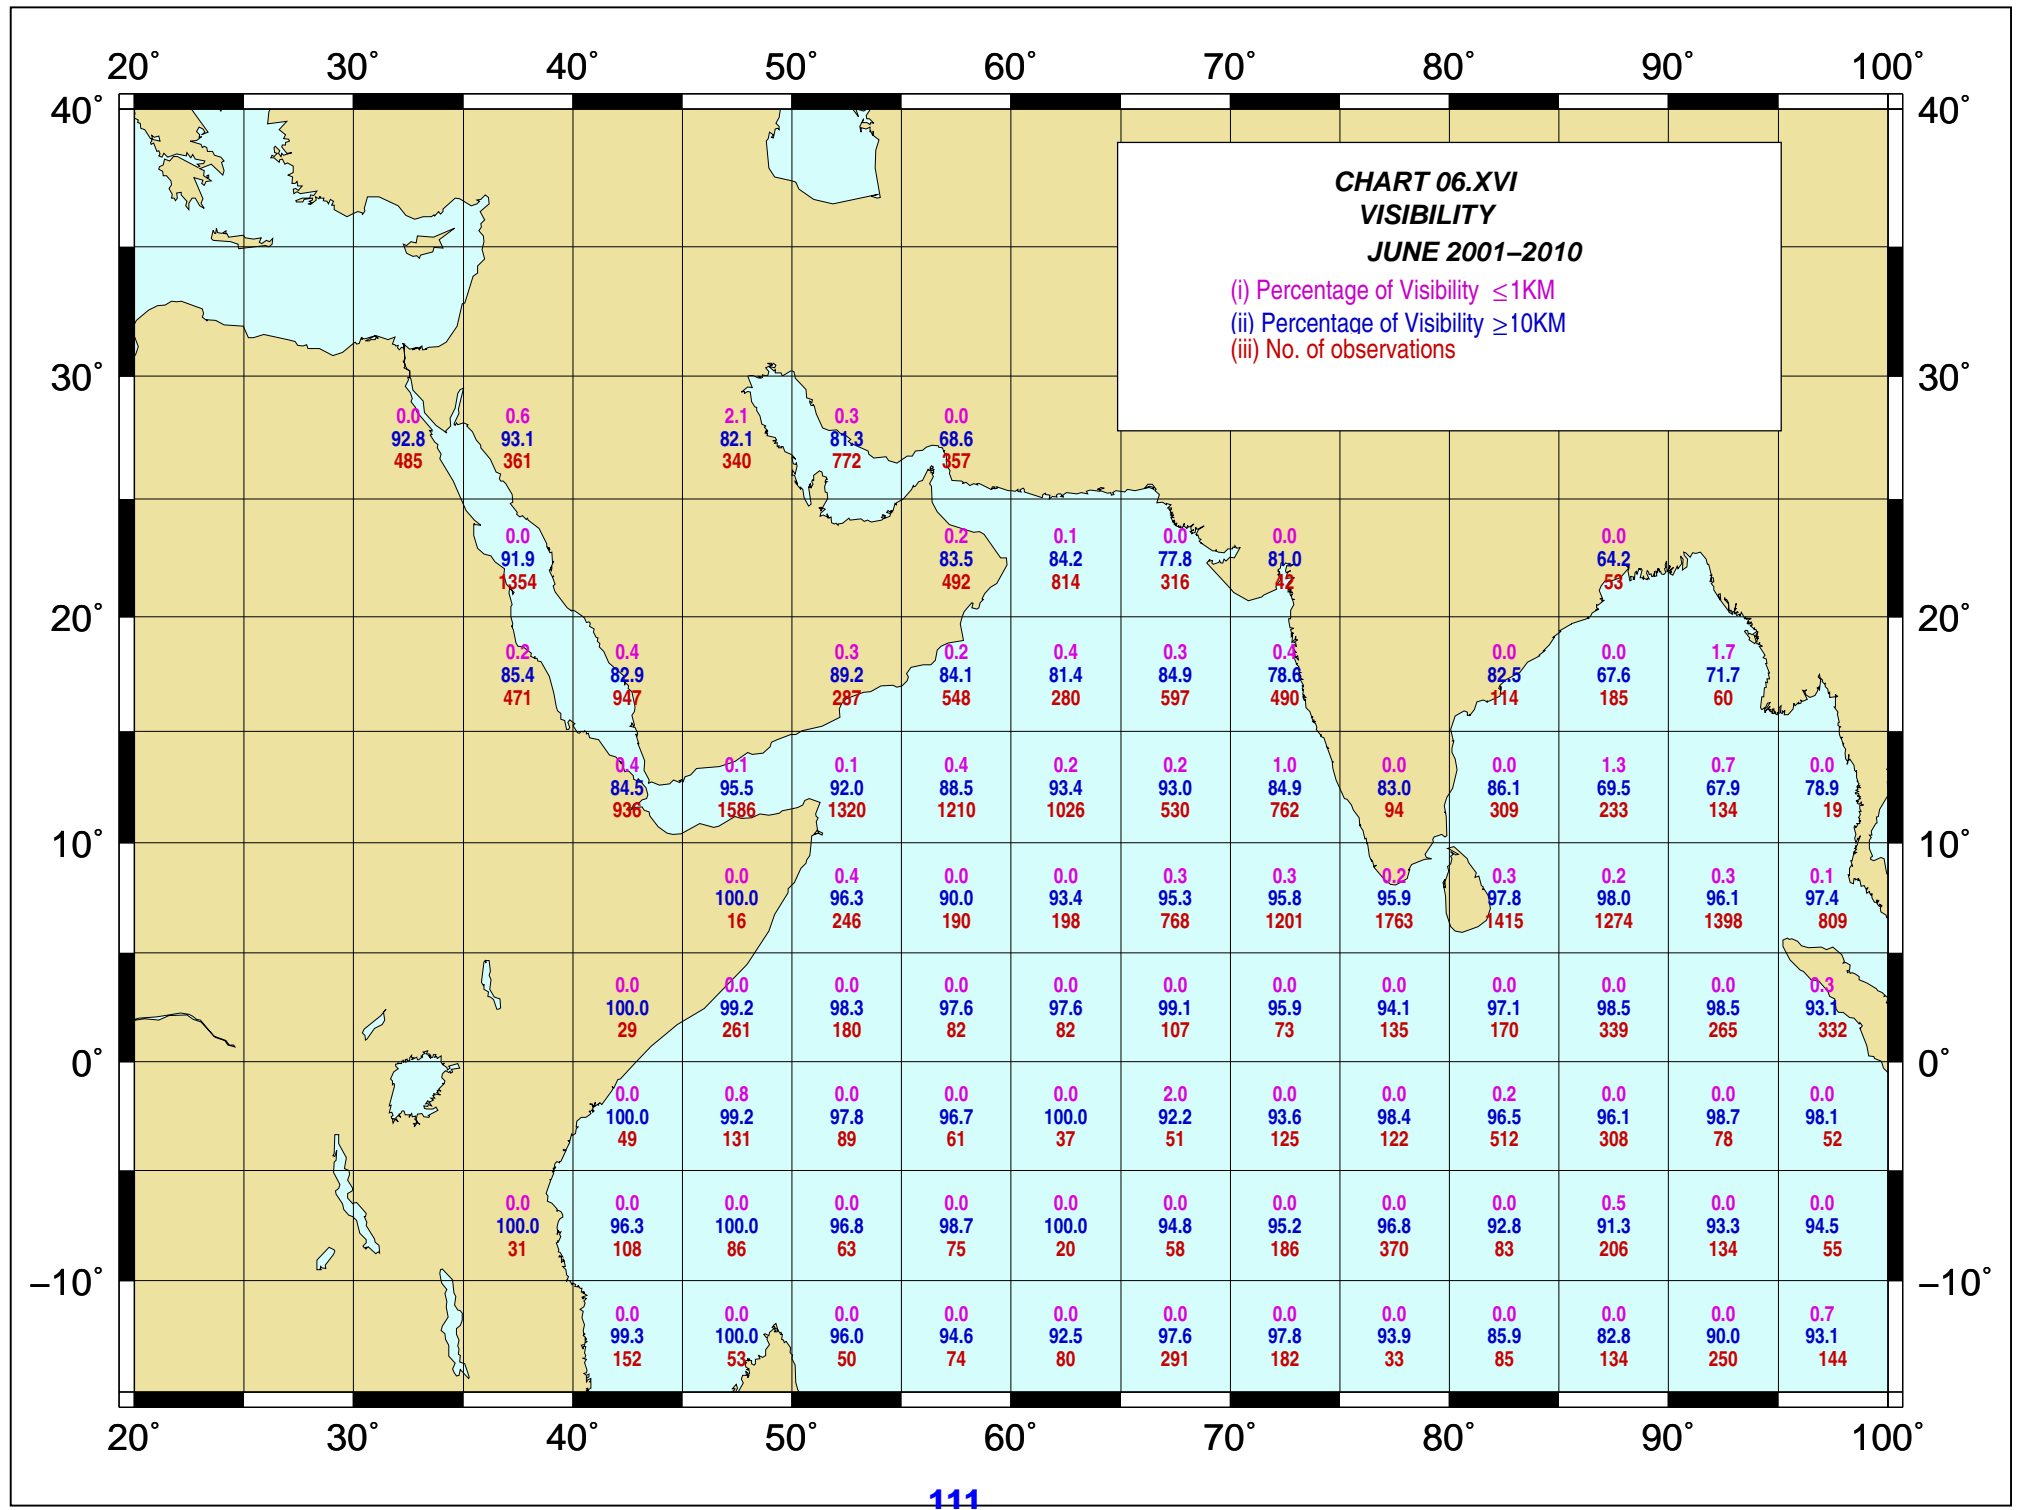 20° 30° 40° 50° 60° 70° 80° 90° 100°
40° 40°
CHART 06.XVI
VISIBILITY
JUNE 2001–2010
(i) Percentage of Visibility ≤1KM
(ii) Percentage of Visibility ≥10KM
(iii) No. of observations
30° 30°
0.0 0.6 2.1 0.3 0.0
92.8 93.1 82.1 81.3 68.6
485 361 340 772 357
0.0 0.2 0.1 0.0 0.0 0.0
91.9 83.5 84.2 77.8 81.0 64.2
1354 492 814 316 42 53
20° 20°
0.2 0.4 0.3 0.2 0.4 0.3 0.4 0.0 0.0 1.7
85.4 82.9 89.2 84.1 81.4 84.9 78.6 82.5 67.6 71.7
471 947 287 548 280 597 490 114 185 60
0.4 0.1 0.1 0.4 0.2 0.2 1.0 0.0 0.0 1.3 0.7 0.0
84.5 95.5 92.0 88.5 93.4 93.0 84.9 83.0 86.1 69.5 67.9 78.9
936 1586 1320 1210 1026 530 762 94 309 233 134 19
10° 10°
0.0 0.4 0.0 0.0 0.3 0.3 0.2 0.3 0.2 0.3 0.1
100.0 96.3 90.0 93.4 95.3 95.8 95.9 97.8 98.0 96.1 97.4
16 246 190 198 768 1201 1763 1415 1274 1398 809
0.0 0.0 0.0 0.0 0.0 0.0 0.0 0.0 0.0 0.0 0.0 0.3
100.0 99.2 98.3 97.6 97.6 99.1 95.9 94.1 97.1 98.5 98.5 93.1
29 261 180 82 82 107 73 135 170 339 265 332
0° 0°
0.0 0.8 0.0 0.0 0.0 2.0 0.0 0.0 0.2 0.0 0.0 0.0
100.0 99.2 97.8 96.7 100.0 92.2 93.6 98.4 96.5 96.1 98.7 98.1
49 131 89 61 37 51 125 122 512 308 78 52
0.0 0.0 0.0 0.0 0.0 0.0 0.0 0.0 0.0 0.0 0.5 0.0 0.0
100.0 96.3 100.0 96.8 98.7 100.0 94.8 95.2 96.8 92.8 91.3 93.3 94.5
31 108 86 63 75 20 58 186 370 83 206 134 55
–10° –10°
0.0 0.0 0.0 0.0 0.0 0.0 0.0 0.0 0.0 0.0 0.0 0.7
99.3 100.0 96.0 94.6 92.5 97.6 97.8 93.9 85.9 82.8 90.0 93.1
152 53 50 74 80 291 182 33 85 134 250 144
20° 30° 40° 50° 60° 70° 80° 90° 100°
111